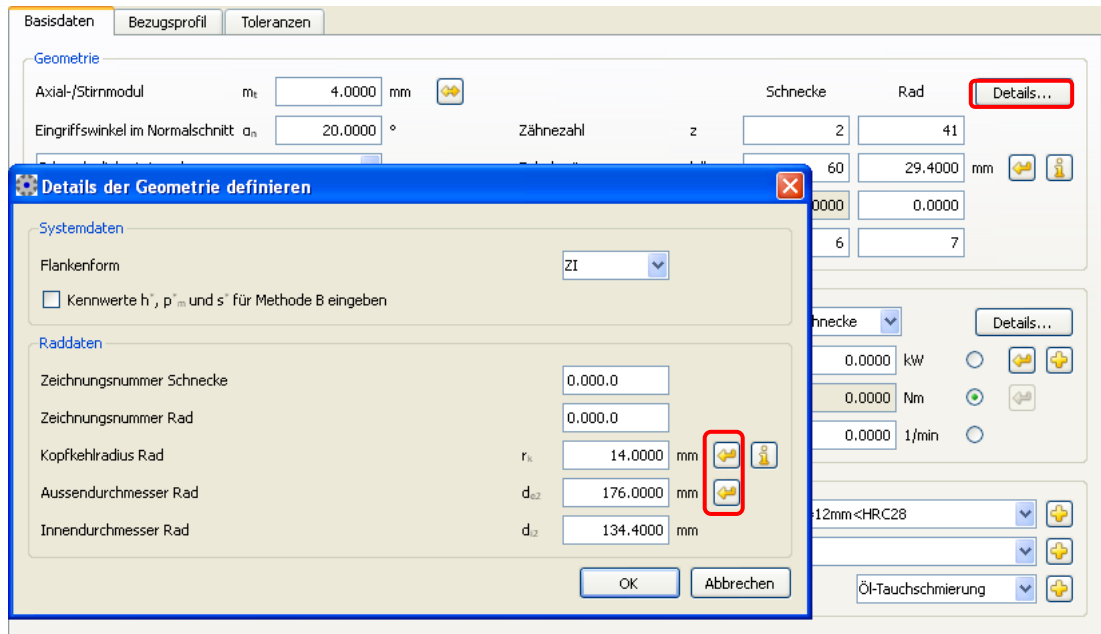 Basisdaten Bezugsprofil Toleranzen
Geometrie
Axial-/Stirnmodul mt 4.0000 mm Schnecke Rad Details...
Eingriffswinkel im Normalschnitt αn 20.0000 ° Zähnezahl z 2 41
60 29.4000 mm
Details der Geometrie definieren
0000 0.0000
Systemdaten
6 7
Flankenform ZI
Kennwerte h*, p*m und s* für Methode B eingeben
hnecke Details...
Raddaten
0.0000 kW
Zeichnungsnummer Schnecke 0.000.0
0.0000 Nm
Zeichnungsnummer Rad 0.000.0
0.0000 1/min
Kopfkehlradius Rad rk 14.0000 mm
Aussendurchmesser Rad de2 176.0000 mm
=12mm<HRC28
Innendurchmesser Rad di2 134.4000 mm
OK Abbrechen
Öl-Tauchschmierung